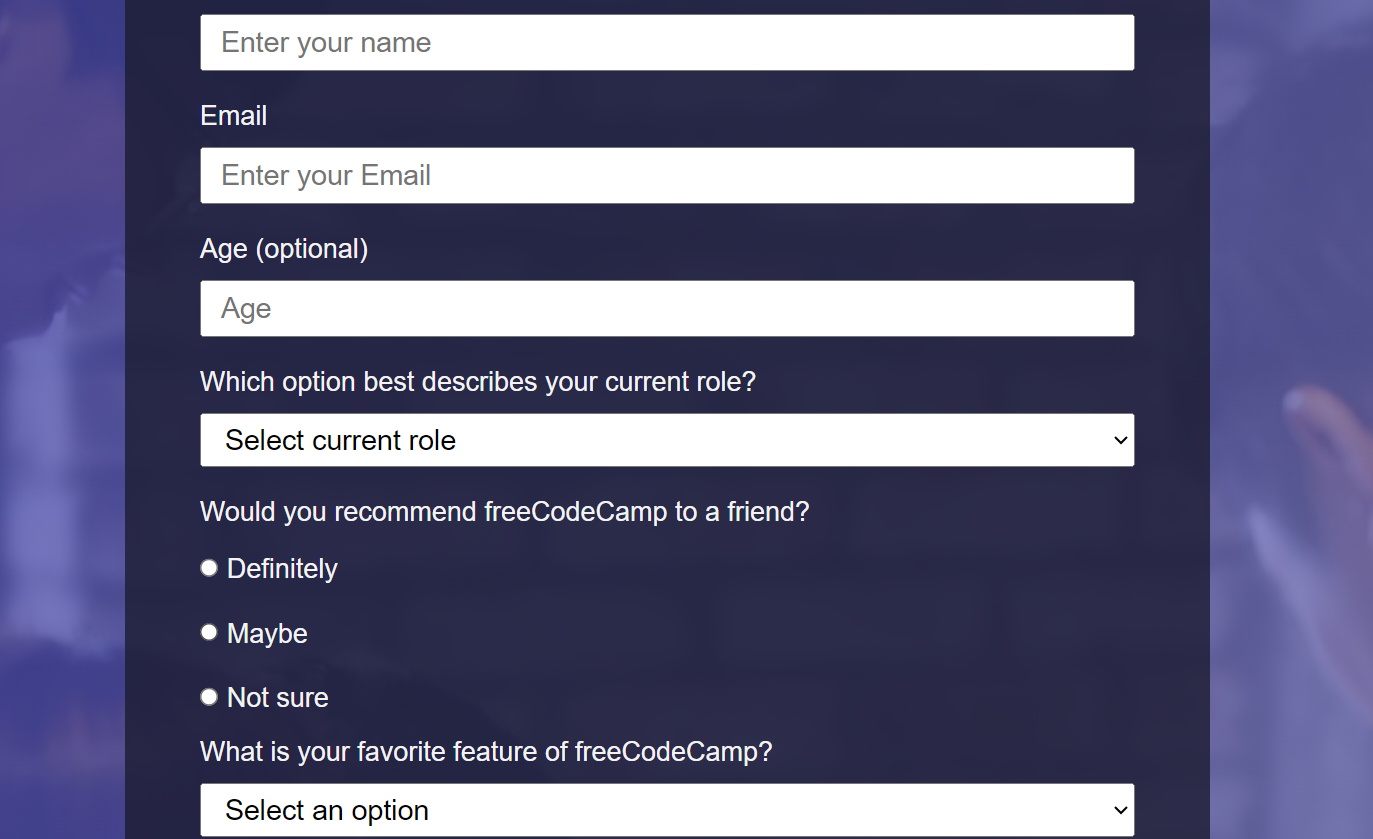 Enter your name
Email
Enter your Email
Age (optional)
Age
Which option best describes your current role?
Select current role
Would you recommend freeCodeCamp to a friend?
Definitely
Maybe
Not sure
What is your favorite feature of freeCodeCamp?
Select an option